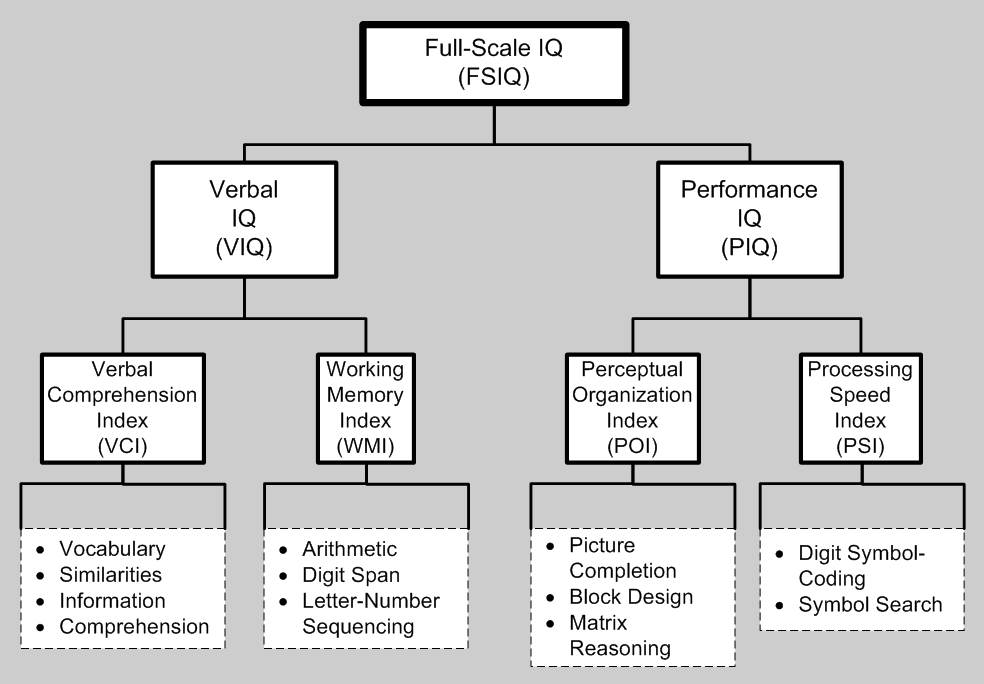 Full-Scale IQ
(FSIQ)
Verbal
IQ
(VIQ)
Performance
IQ
(PIQ)
Verbal
Comprehension
Index
(VCI)
Working
Memory
Index
(WMI)
Perceptual
Organization
Index
(POI)
Processing
Speed
Index
(PSI)
• Vocabulary
• Similarities
• Information
• Comprehension
• Arithmetic
• Digit Span
• Letter-Number
Sequencing
• Picture
Completion
• Block Design
• Matrix
Reasoning
• Digit Symbol-
Coding
• Symbol Search